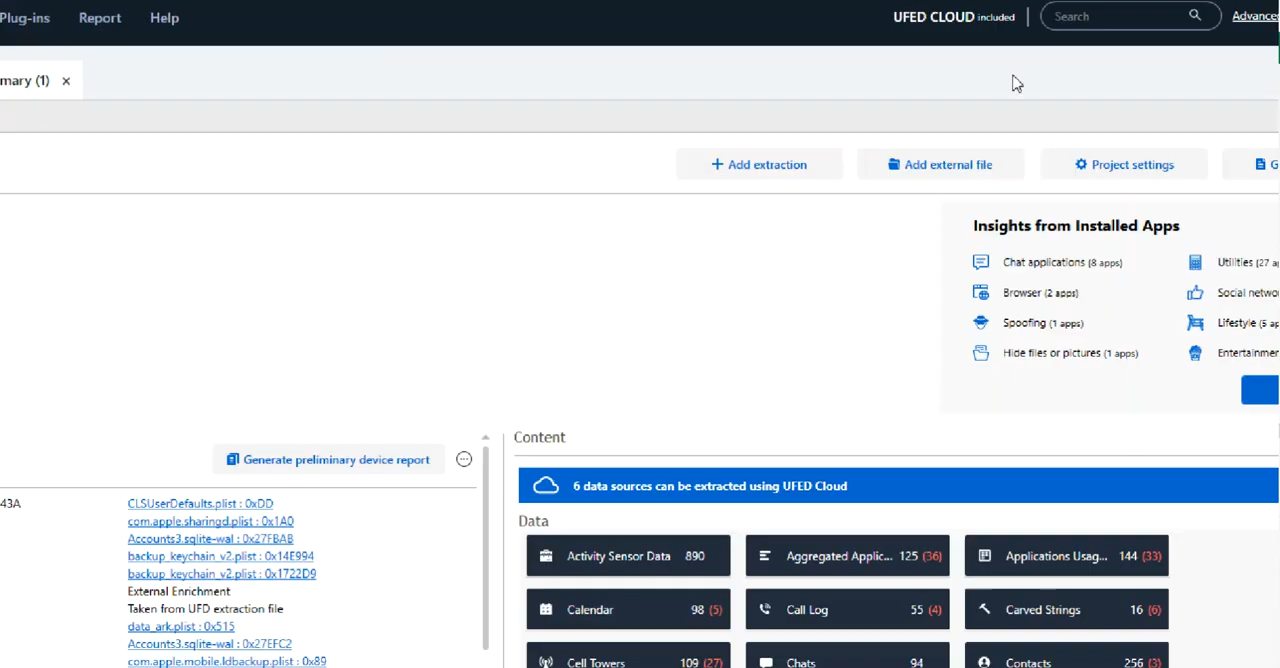 Plug-ins Report Help UFED CLOUD included Search Advance
mary (1)
Add extraction Add external file Project settings G
Insights from Installed Apps
Chat applications (8 apps) Utilities (27 a
Browser (2 apps) Social netwo
Spoofing (1 apps) Lifestyle (5 ap
Hide files or pictures (1 apps) Entertainmer
Content
Generate preliminary device report
6 data sources can be extracted using UFED Cloud
43A CLSUserDefaults.plist : 0xDD
com.apple.sharingd.plist : 0x1A0
Accounts3.sqlite-wal : 0x27FBAB
backup_keychain_v2.plist : 0x14E994
backup_keychain_v2.plist : 0x1722D9
External Enrichment
Taken from UFD extraction file
data_ark.plist : 0x515
Accounts3.sqlite-wal : 0x27EFC2
com.apple.mobile.ldbackup.plist : 0x89
Data
Activity Sensor Data 890 Aggregated Applic... 125 (36) Applications Usag... 144 (33)
Calendar 98 (5) Call Log 55 (4) Carved Strings 16 (6)
Cell Towers 109 (27) Chats 94 Contacts 256 (3)